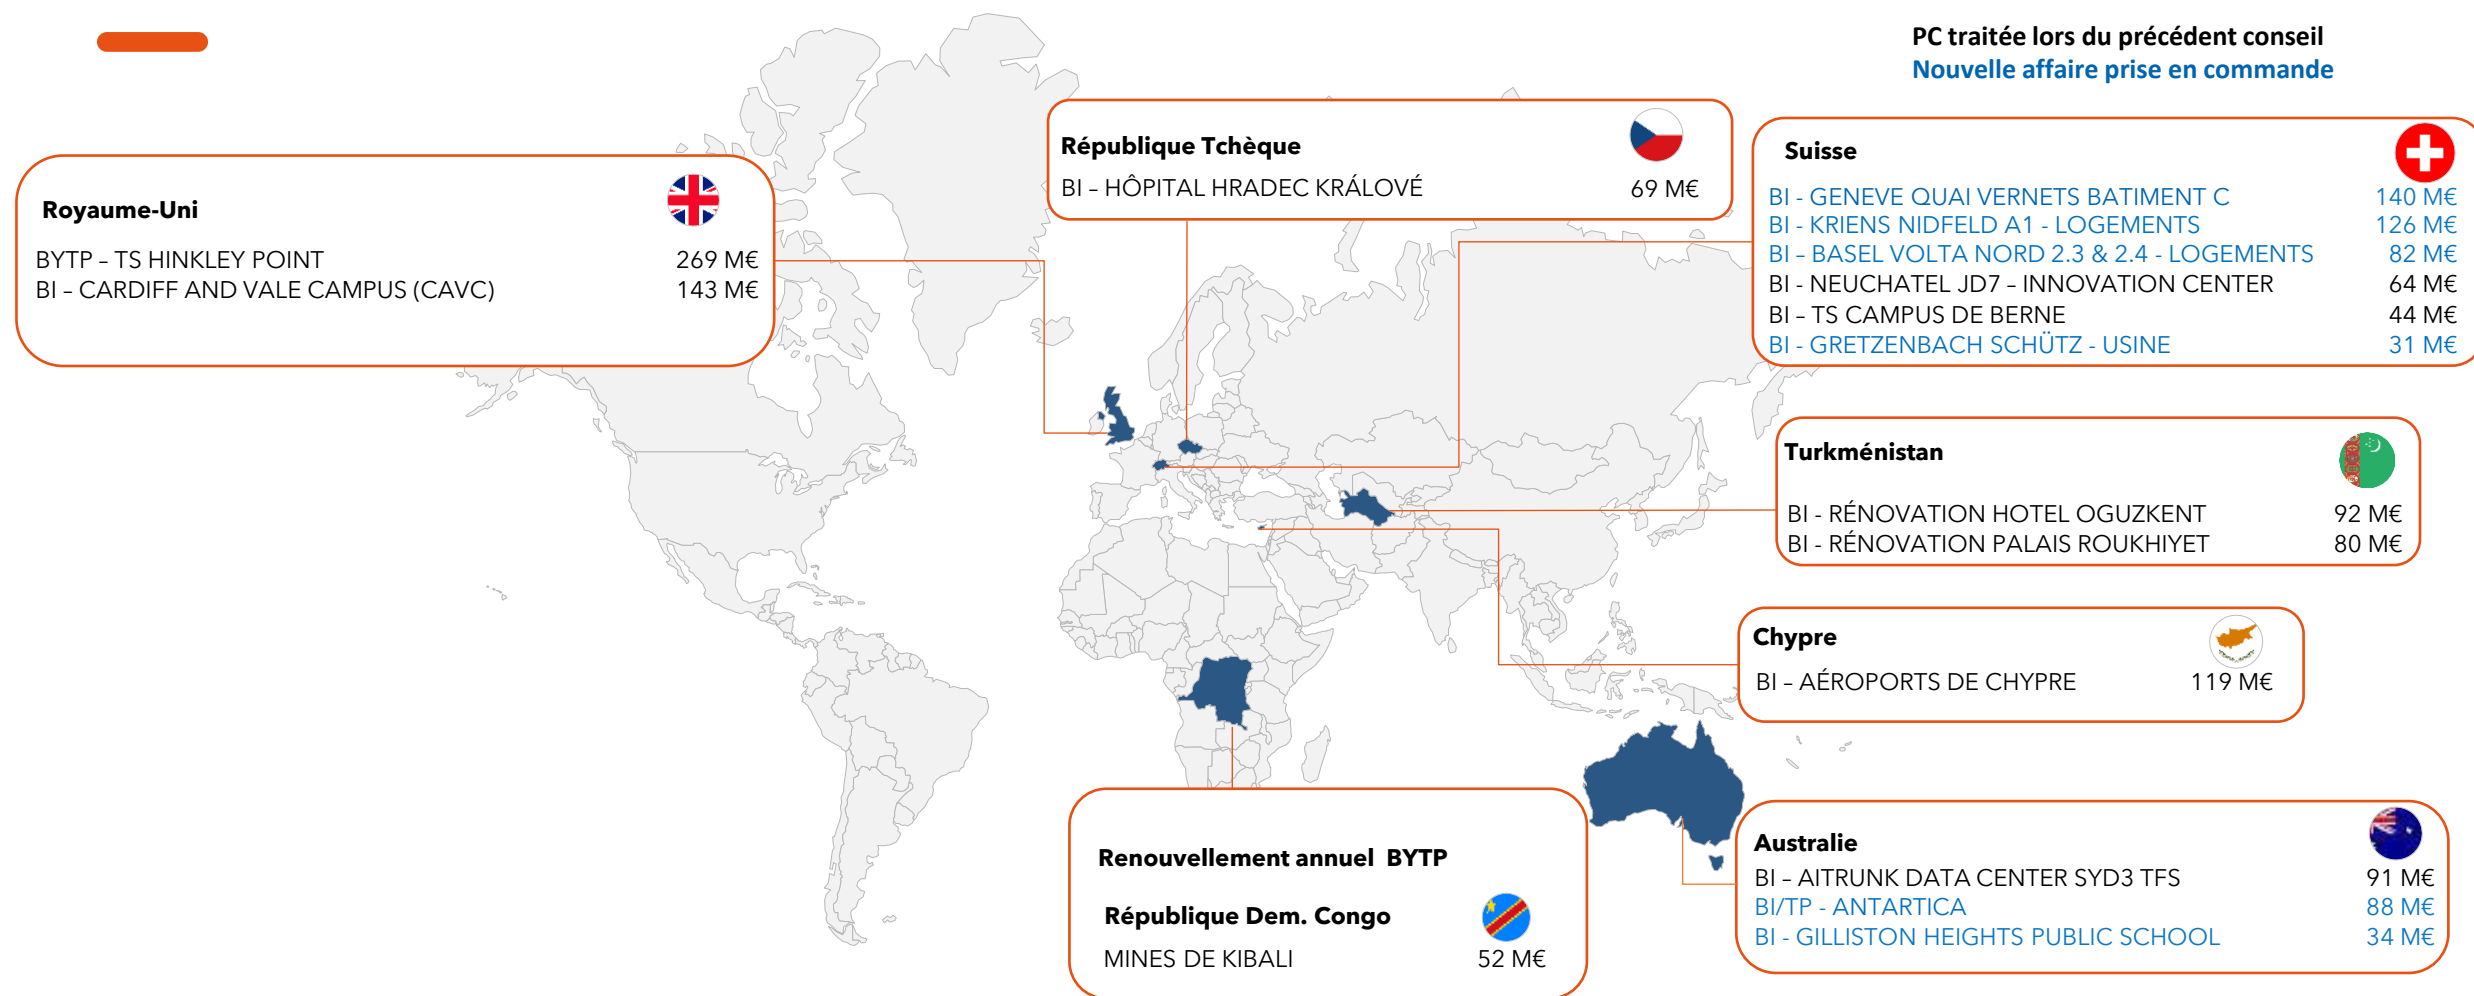 PC traitée lors du précédent conseil
Nouvelle affaire prise en commande
Royaume-Uni
BYTP – TS HINKLEY POINT 269 M€
BI – CARDIFF AND VALE CAMPUS (CAVC) 143 M€
République Tchèque
BI – HÔPITAL HRADEC KRÁLOVÉ 69 M€
Suisse
BI - GENEVE QUAI VERNETS BATIMENT C 140 M€
BI - KRIENS NIDFELD A1 - LOGEMENTS 126 M€
BI – BASEL VOLTA NORD 2.3 & 2.4 - LOGEMENTS 82 M€
BI - NEUCHATEL JD7 – INNOVATION CENTER 64 M€
BI – TS CAMPUS DE BERNE 44 M€
BI - GRETZENBACH SCHÜTZ - USINE 31 M€
Turkménistan
BI - RÉNOVATION HOTEL OGUZKENT 92 M€
BI - RÉNOVATION PALAIS ROUKHIYET 80 M€
Chypre
BI – AÉROPORTS DE CHYPRE 119 M€
Renouvellement annuel BYTP
République Dem. Congo
MINES DE KIBALI 52 M€
Australie
BI – AITRUNK DATA CENTER SYD3 TFS 91 M€
BI/TP - ANTARTICA 88 M€
BI - GILLISTON HEIGHTS PUBLIC SCHOOL 34 M€